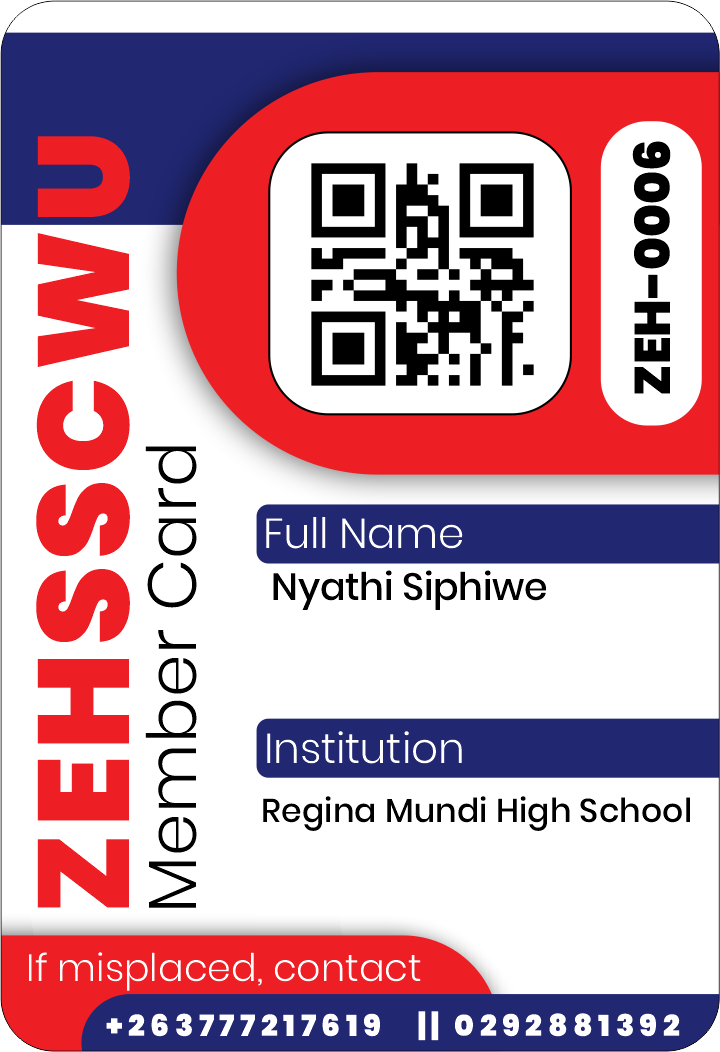 ZEHSSCWU
Member Card
ZEH-0006
Full Name
Nyathi Siphiwe
Institution
Regina Mundi High School
If misplaced, contact
+263777217619 || 0292881392